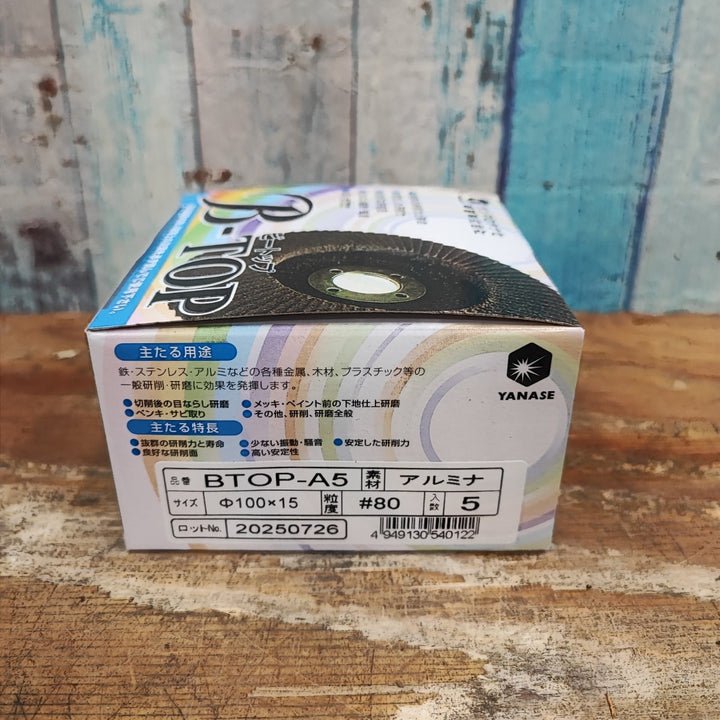 B-TOP
ビートップ
主たる用途
鉄・ステンレス・アルミなどの各種金属、木材、プラスチック等の
一般研削・研磨に効果を発揮します。
●切削後の目ならし研磨 ●メッキ・ペイント前の下地仕上研磨
●ペンキ・サビ取り ●その他、研削、研磨全般
主たる特長
●抜群の研削力と寿命 ●少ない振動・騒音 ●安定した研削力
●良好な研削面 ●高い安定性
YANASE
品番 BTOP-A5 素材 アルミナ
サイズ Φ100×15 粒度 #80 入数 5
ロットNo. 20250726
4 949130 540122